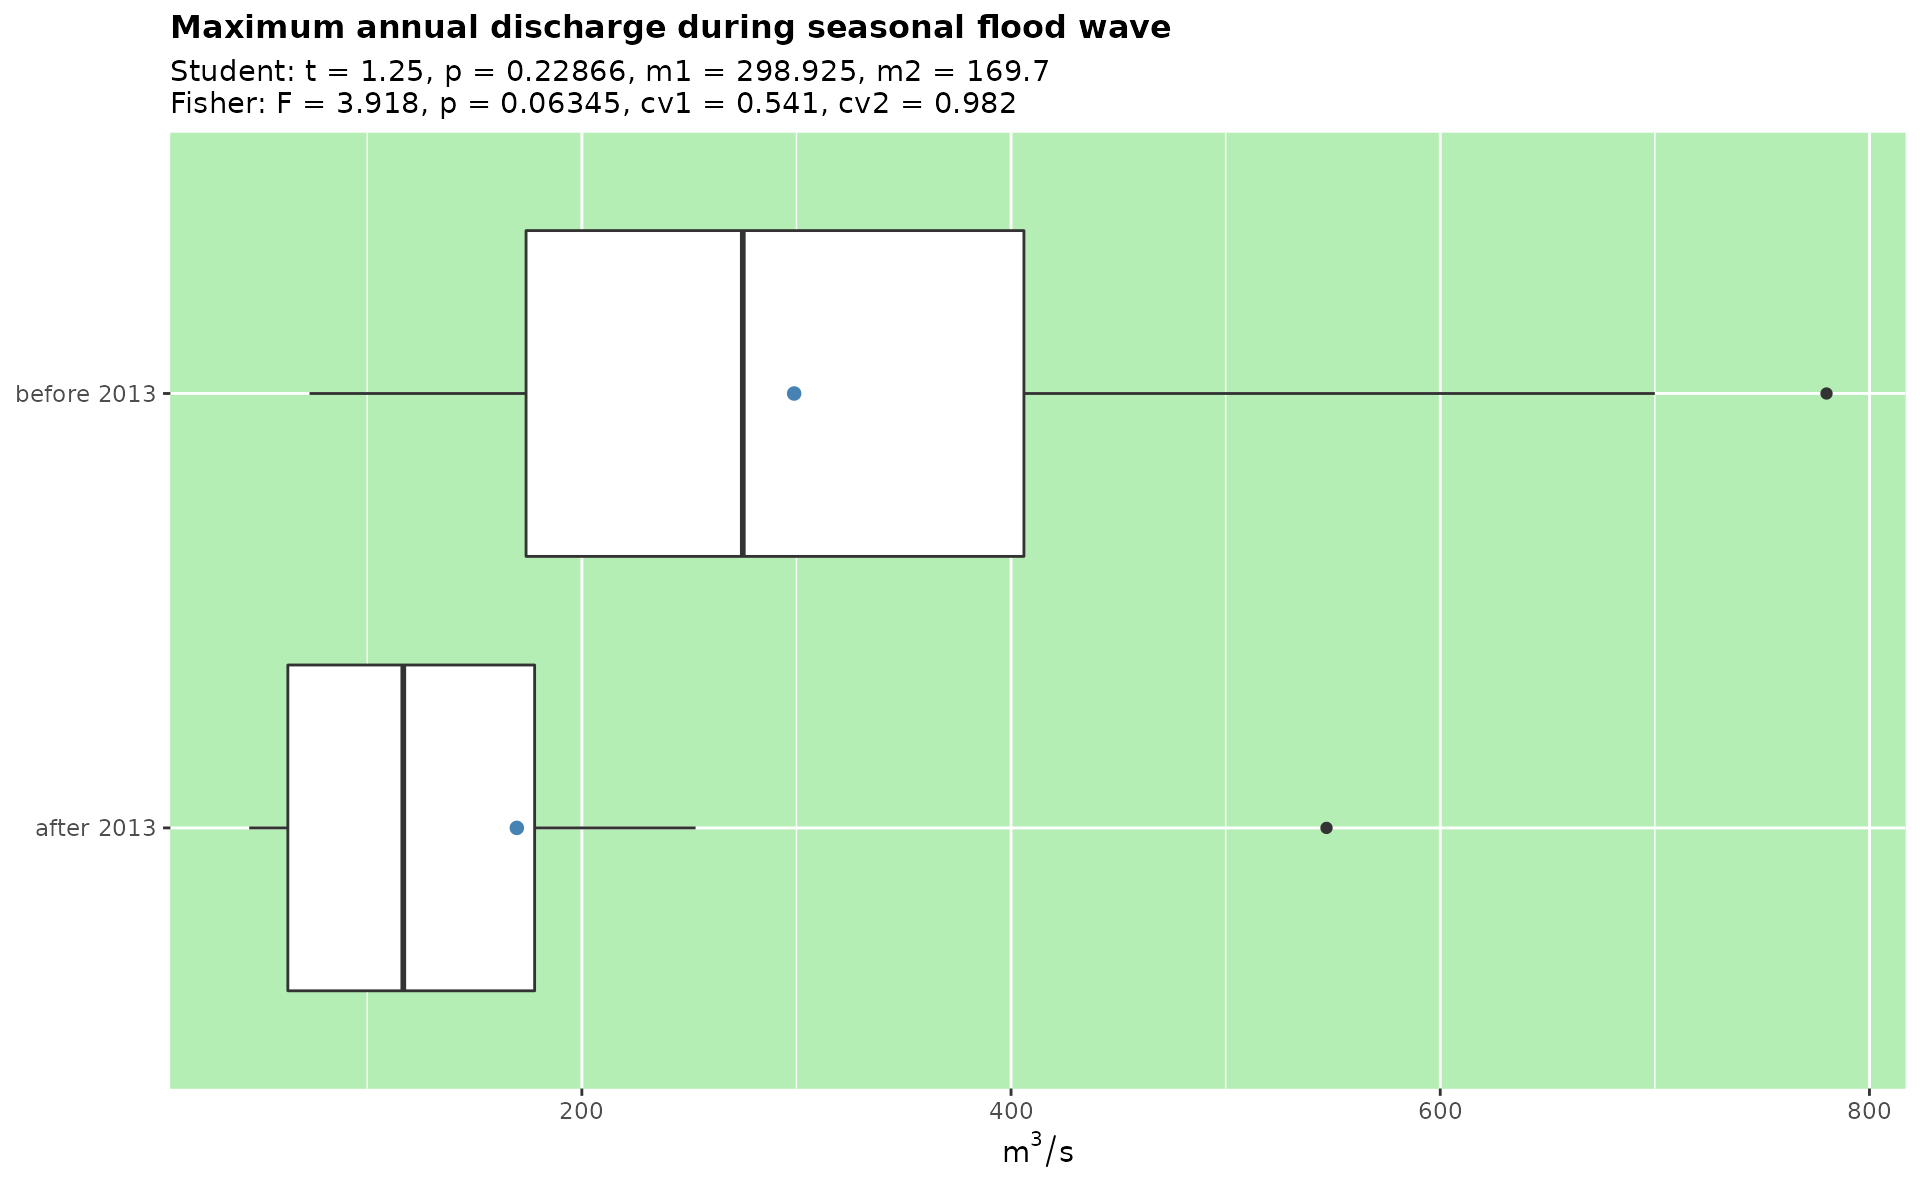 Maximum annual discharge during seasonal flood wave
Student: t = 1.25, p = 0.22866, m1 = 298.925, m2 = 169.7
Fisher: F = 3.918, p = 0.06345, cv1 = 0.541, cv2 = 0.982
before 2013
after 2013
200 400 600 800
m³/s